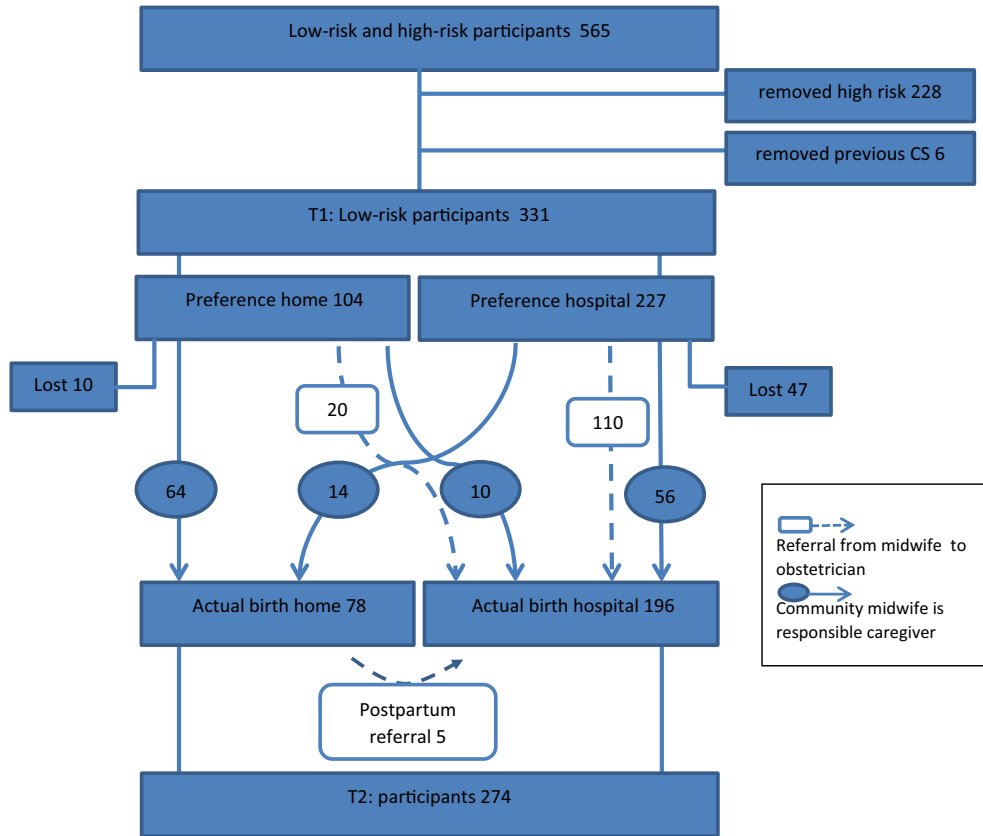 Low-risk and high-risk participants 565
removed high risk 228
removed previous CS 6
T1: Low-risk participants 331
Preference home 104
Preference hospital 227
Lost 10
Lost 47
20
110
64
14
10
56
Referral from midwife to
obstetrician
Community midwife is
responsible caregiver
Actual birth home 78
Actual birth hospital 196
Postpartum
referral 5
T2: participants 274